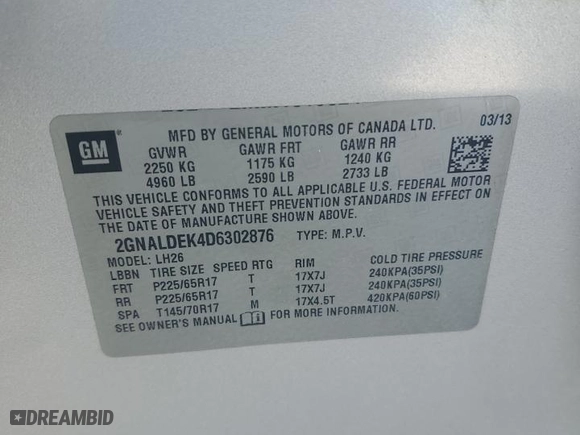 GM
MFD BY GENERAL MOTORS OF CANADA LTD.
03/13
GVWR GAWR FRT GAWR RR
2250 KG 1175 KG 1240 KG
4960 LB 2590 LB 2733 LB
THIS VEHICLE CONFORMS TO ALL APPLICABLE U.S. FEDERAL MOTOR
VEHICLE SAFETY AND THEFT PREVENTION STANDARDS IN EFFECT ON
THE DATE OF MANUFACTURE SHOWN ABOVE.
2GNALDEK4D6302876 TYPE: M.P.V.
MODEL: LH26
LBBN TIRE SIZE SPEED RTG RIM COLD TIRE PRESSURE
FRT P225/65R17 T 17X7J 240KPA(35PSI)
RR P225/65R17 T 17X7J 240KPA(35PSI)
SPA T145/70R17 M 17X4.5T 420KPA(60PSI)
SEE OWNER'S MANUAL FOR MORE INFORMATION.
DREAMBID